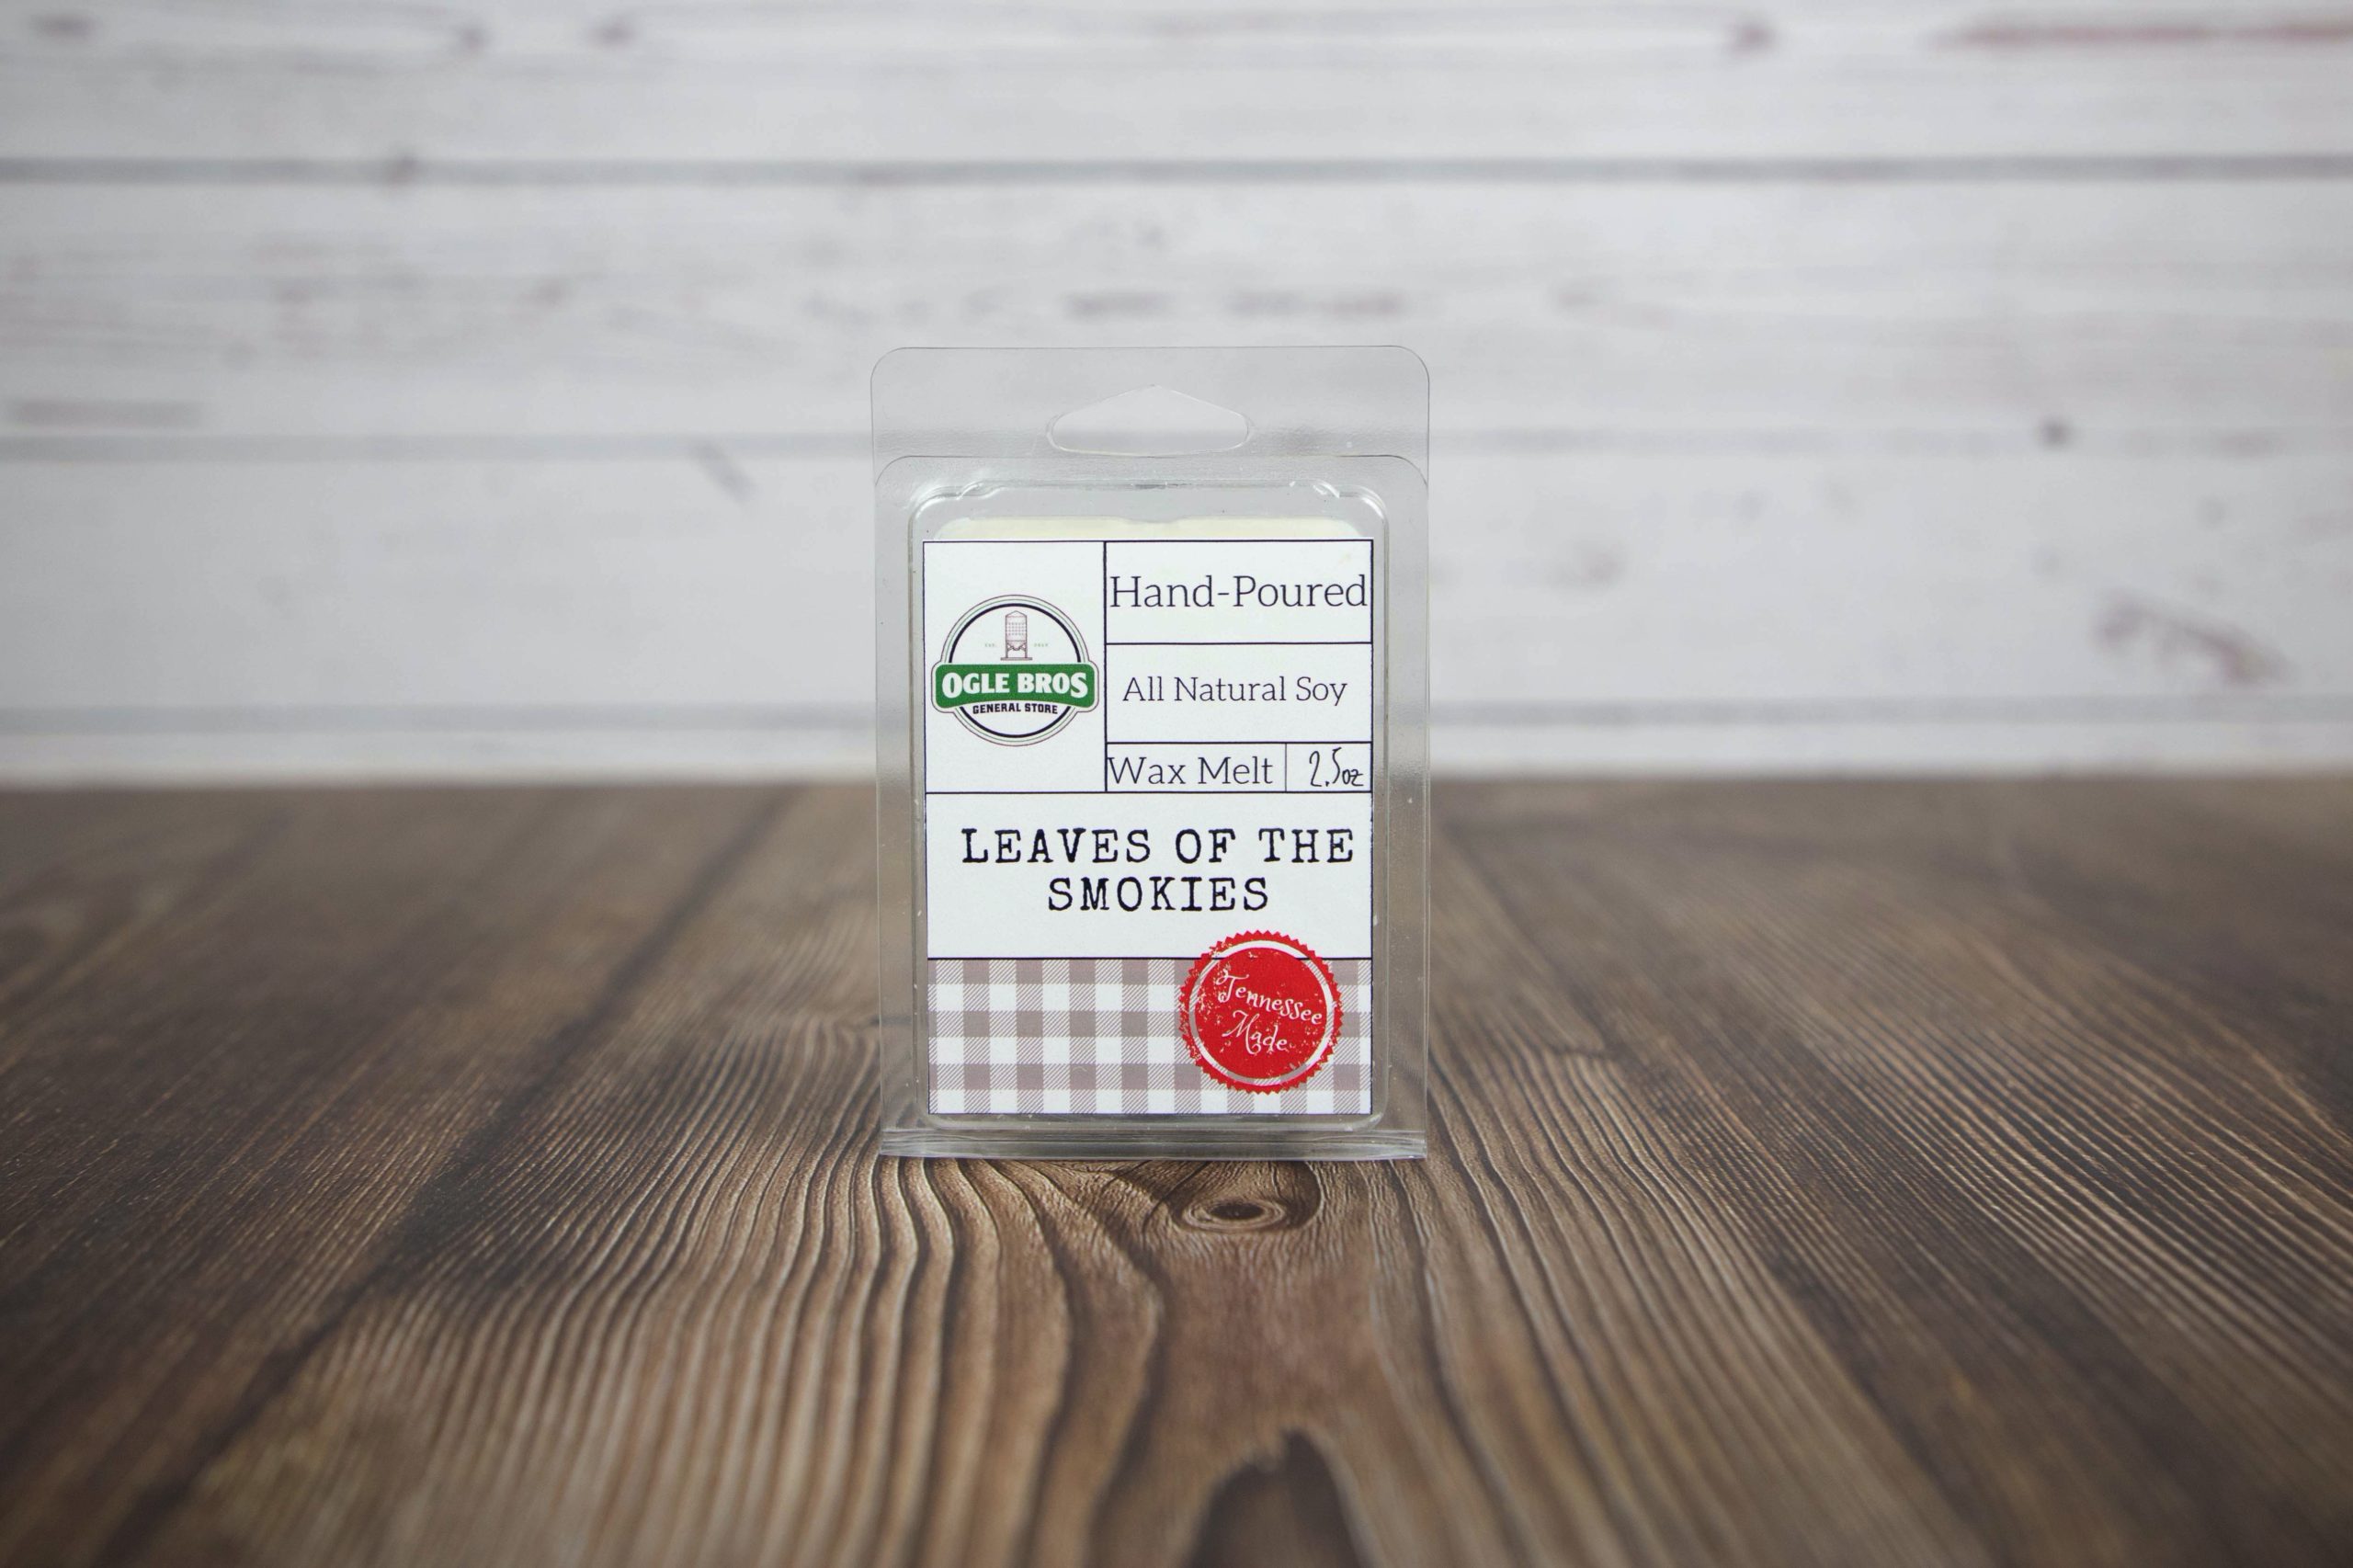 EST.
OGLE BROS
GENERAL STORE
Hand-Poured
All Natural Soy
Wax Melt
2.5oz
LEAVES OF THE
SMOKIES
Tennessee
Made